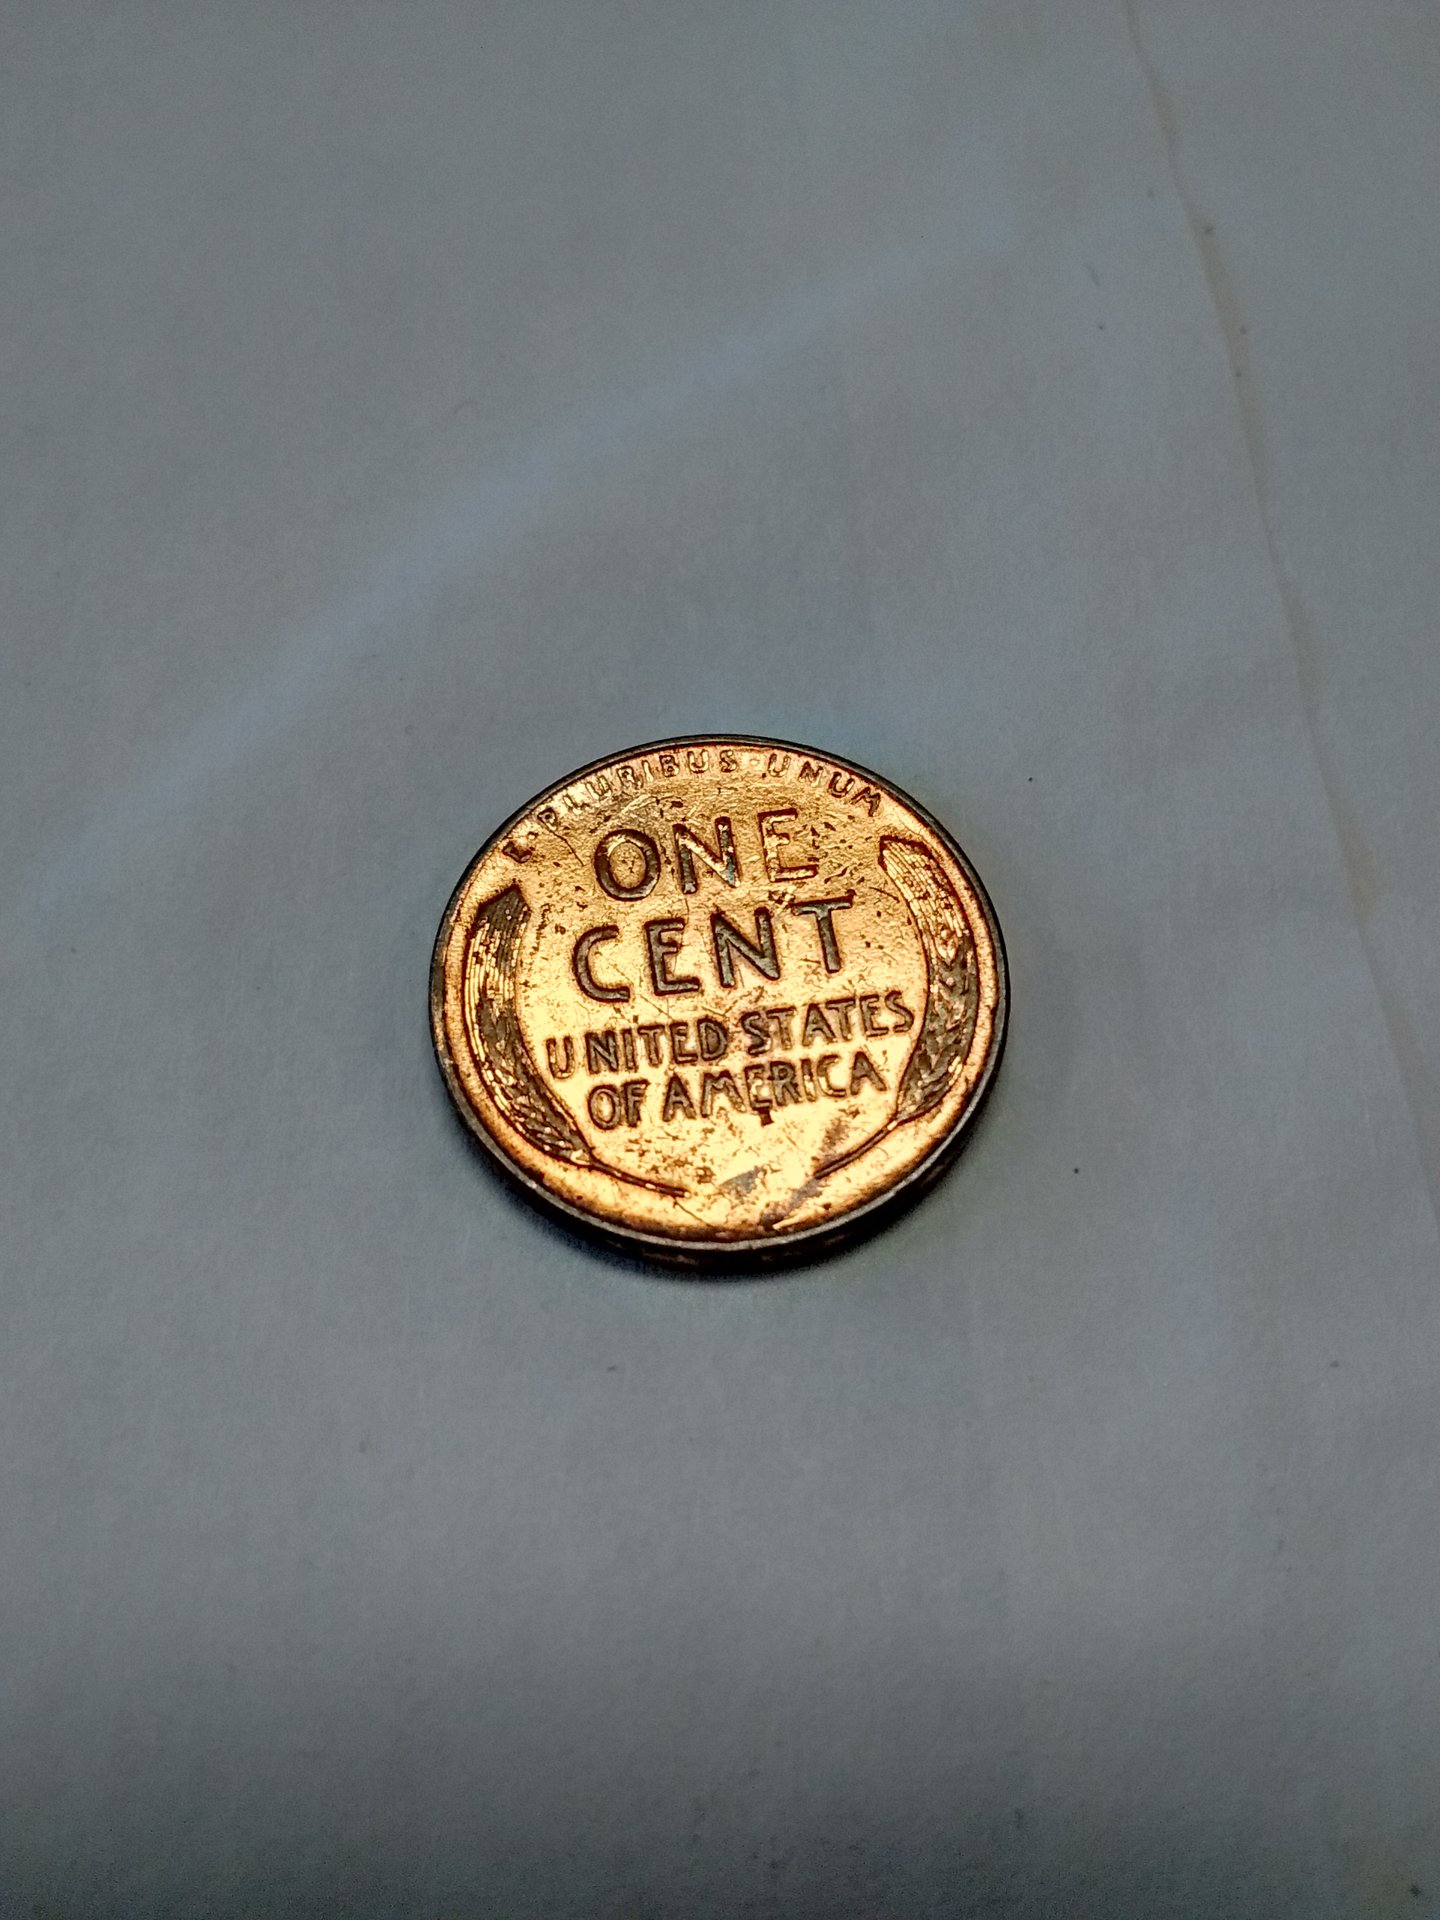 E·PLURIBUS·UNUM
ONE
CENT
UNITED STATES
OF AMERICA